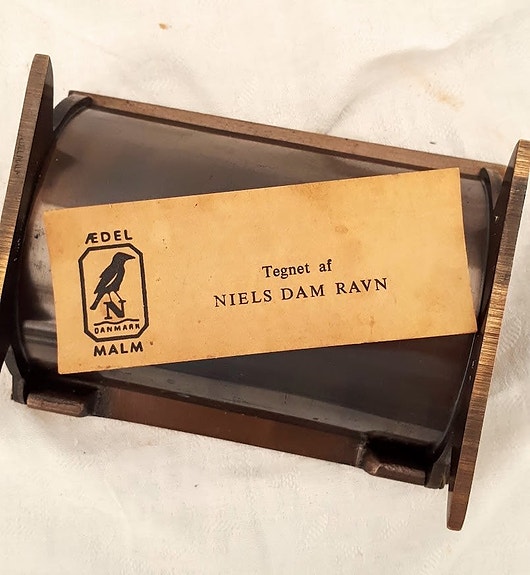 ÆDEL
N
DANMARK
MALM
Tegnet af
NIELS DAM RAVN